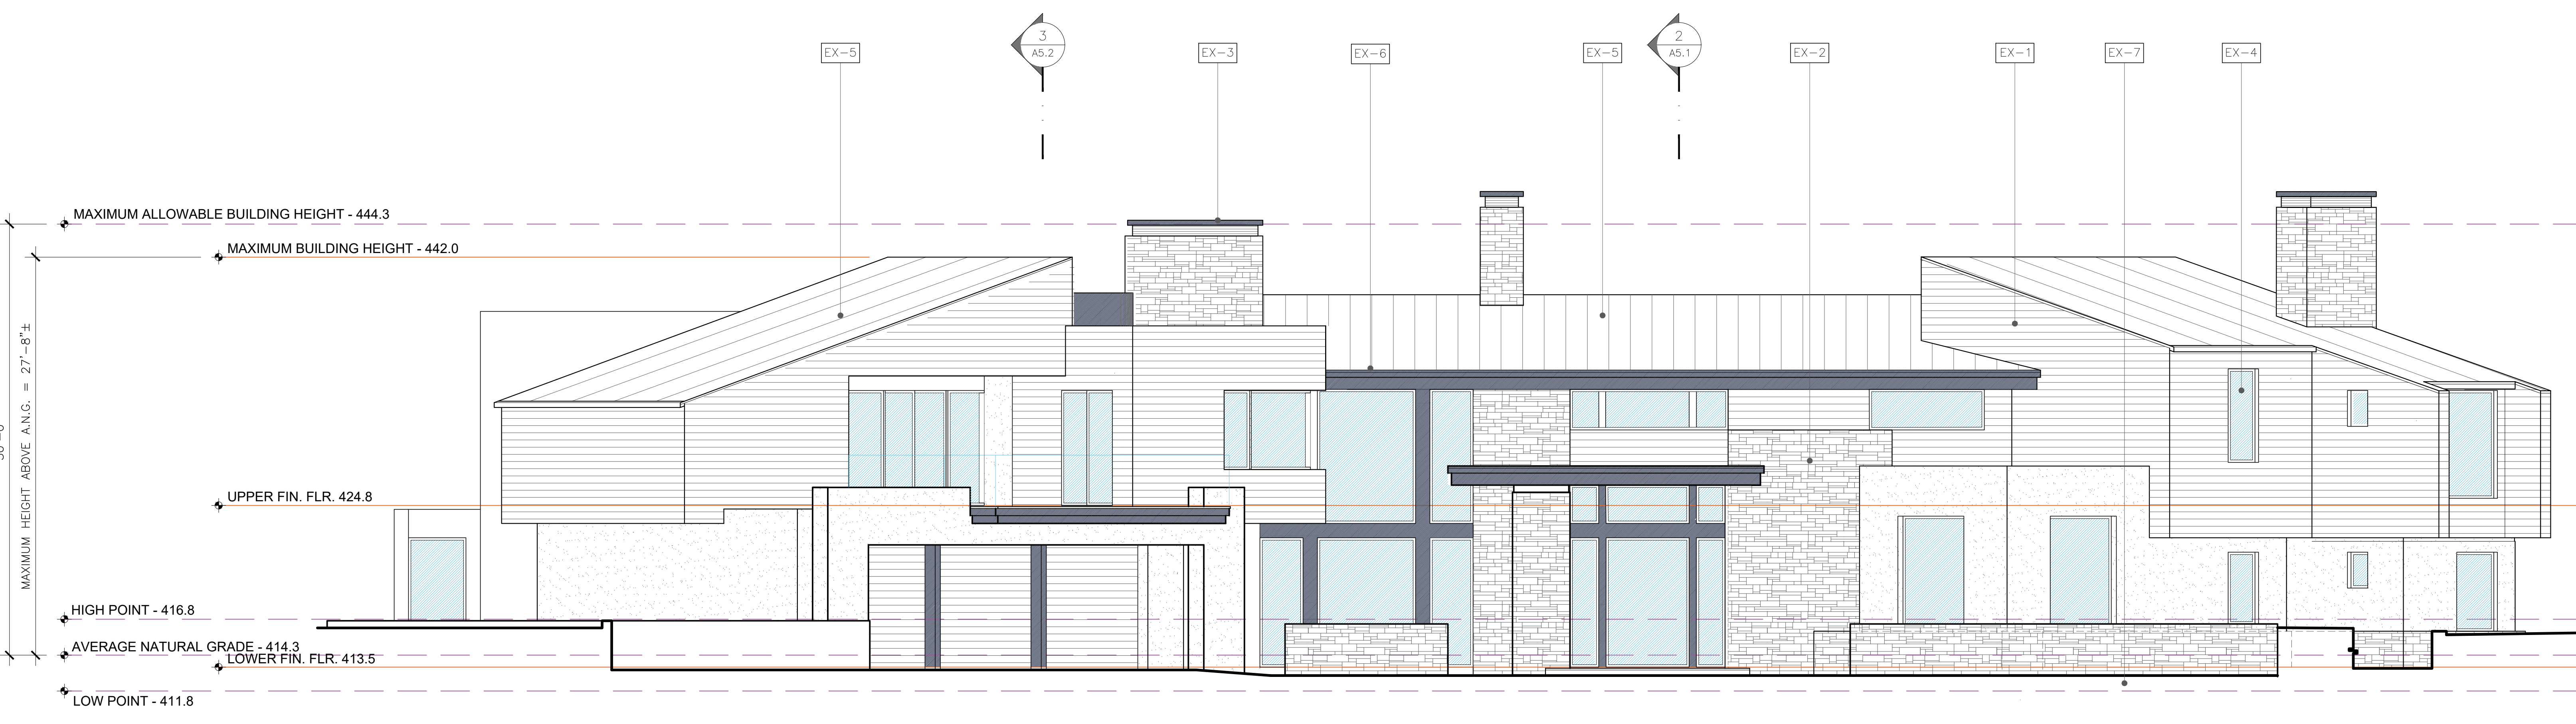 3
A5.2
2
A5.1
EX-5
EX-3
EX-6
EX-5
EX-2
EX-1
EX-7
EX-4
MAXIMUM ALLOWABLE BUILDING HEIGHT - 444.3
MAXIMUM BUILDING HEIGHT - 442.0
MAXIMUM HEIGHT ABOVE A.N.G. = 27'-8"±
UPPER FIN. FLR. 424.8
HIGH POINT - 416.8
AVERAGE NATURAL GRADE - 414.3
LOWER FIN. FLR. 413.5
LOW POINT - 411.8